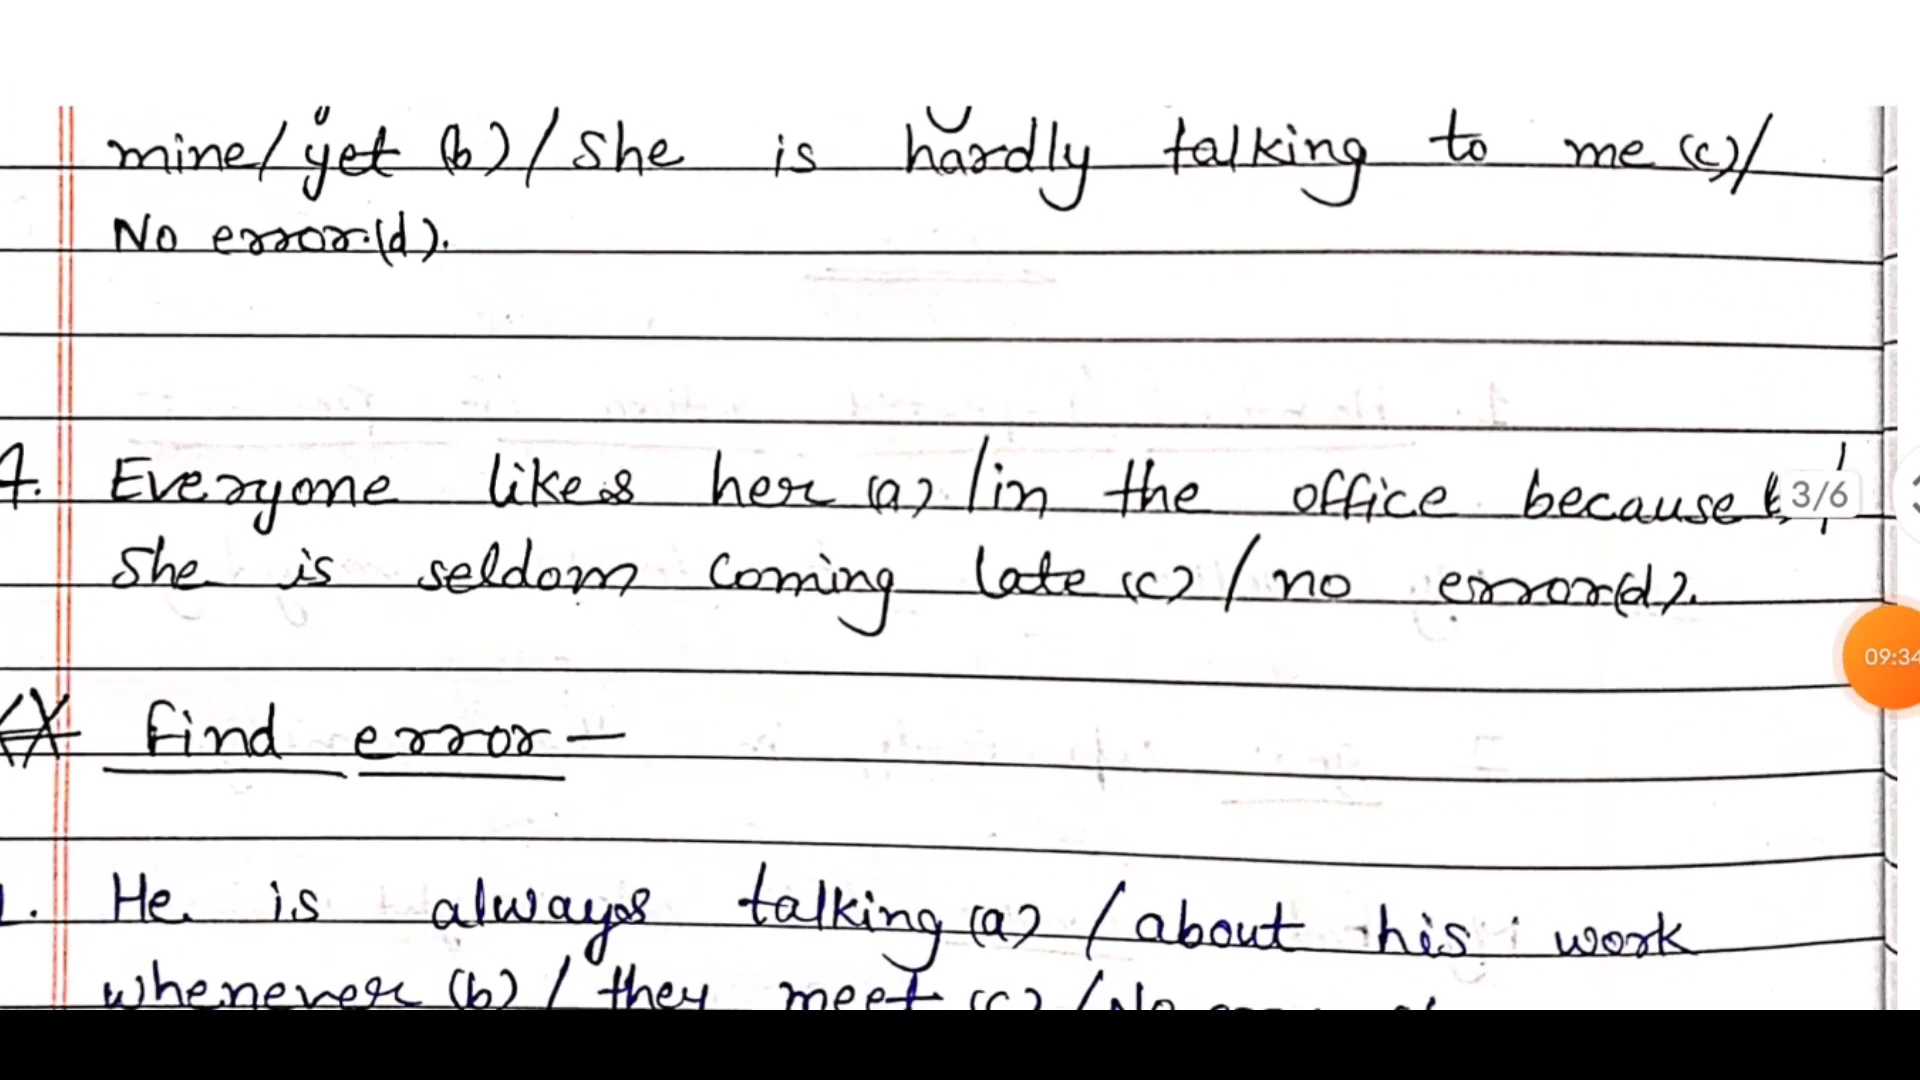 mine/ yet (b) / She is hardly talking to me (c)/
No error (d).
4. Everyone likes her (a) / in the office because
3/6
She is seldom coming late (c) / no error (d).
09:34
Find error —
1. He is always talking (a) / about his work
whenever (b) / they meet (c) / No